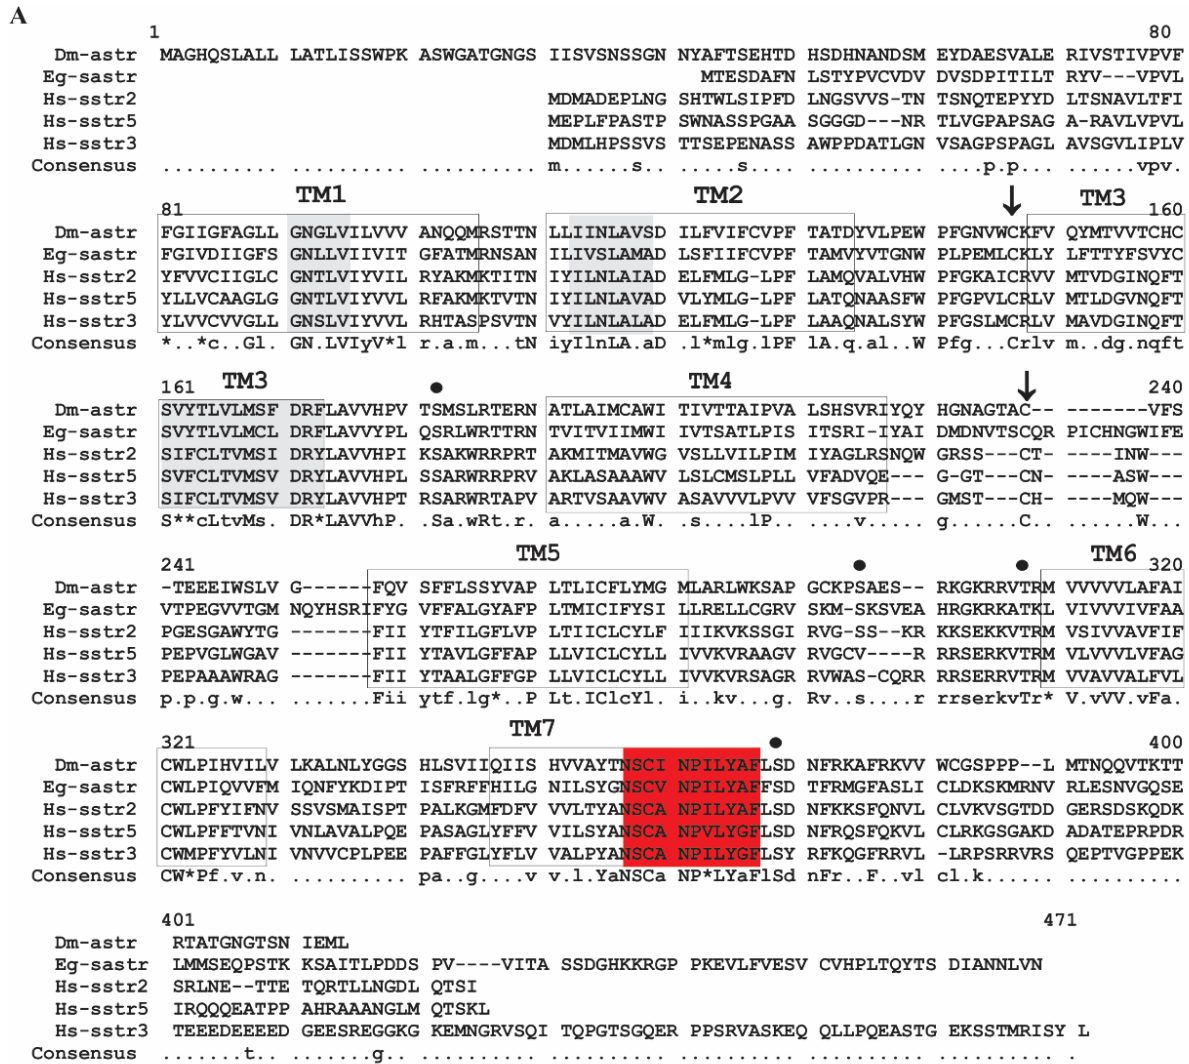 A
1 80
Dm-astr MAGHQSLALL LATLISSWPK ASWGATGNGS IISVSNSSGN NYAFTSEHTD HSDHNANDSM EYDAESVALE RIVSTIVPVF
Eg-sastr MTESDAFN LSTYPVCVDV DVSDPITILT RYV---VPVL
Hs-sstr2 MDMADEPLNG SHTWLSIPFD LNGSVVS-TN TSNQTEPYYD LTSNAVLTFI
Hs-sstr5 MEPLFPASTP SWNASSPGAA SGGGD---NR TLVGPAPSAG A-RAVLVPVL
Hs-sstr3 MDMLHPSSVS TTSEPENASS AWPPDATLGN VSAGPSPAGL AVSGVLIPLV
Consensus .......... .......... .......... m.....s... ......s... .......... ....p.p... ......vpv.
TM1 TM2 TM3
81 160
Dm-astr FGIIGFAGLL GNGLVILVVV ANQQMRSTTN LLIINLAVSD ILFVIFCVPF TATDYVLPEW PFGNVWCKFV QYMTVVTCHC
Eg-sastr FGIVDIIGFS GNLLVIVVIT GFATMRNSAN ILIVSLAMAD LSFIIFCVPF TAMVYVTGNW PLPEMLCKLY LFTTYFSVYC
Hs-sstr2 YFVVCIIGLC GNTLVIYVIL RYAKMKTITN IYILNLAIAD ELFMLG-LPF LAMQVALVHW PFGKAICRVV MTVDGINQFT
Hs-sstr5 YLLVCAAGLG GNTLVIYVVL RFAKMKTVTN IYILNLAVAD VLYMLG-LPF LATQNAASFW PFGPVLCRLV MTLDGVNQFT
Hs-sstr3 YLVVCVVGLL GNSLVIYVVL RHTASPSVTN VYILNLALAD ELFMLG-LPF LAAQNALSYW PFGSLMCRLV MAVDGINQFT
Consensus *..*c..Gl. GN.LVIyV*l r.a.m...tN iyIlnLA.aD .l*mlg.lPF lA.q.al..W Pfg...Crlv m..dg.nqft
TM3 TM4
161 240
Dm-astr SVYTLVLMSF DRFLAVVHPV TSMSLRTERN ATLAIMCAWI TIVTTAIPVA LSHSVRIYQY HGNAGTAC-- -------VFS
Eg-sastr SVYTLVLMCL DRFLAVVYPL QSRLWRTTRN TVITVIIMWI IVTSATLPIS ITSRI-IYAI DMDNVTSCQR PICHNGWIFE
Hs-sstr2 SIFCLTVMSI DRYLAVVHPI KSAKWRRPRT AKMITMAVWG VSLLVILPIM IYAGLRSNQW GRSS---CT- ----INW---
Hs-sstr5 SVFCLTVMSV DRYLAVVHPL SSARWRRPRV AKLASAAAWV LSLCMSLPLL VFADVQE--- G-GT---CN- ----ASW---
Hs-sstr3 SIFCLTVMSV DRYLAVVHPT RSARWRTAPV ARTVSAAVWV ASAVVVLPVV VFSGVPR--- GMST---CH- ----MQW---
Consensus S**cLtvMs. DR*LAVVhP. .Sa.wRt.r. a.....a.W. .s....lP.. ....v..... g......C.. ......W...
TM5 TM6
241 320
Dm-astr -TEEEIWSLV G------FQV SFFLSSYVAP LTLICFLYMG MLARLWKSAP GCKPSAES-- RKGKRRVTRM VVVVVLAFAI
Eg-sastr VTPEGVVTGM NQYHSRIFYG VFFALGYAFP LTMICIFYSI LLRELLCGRV SKM-SKSVEA HRGKRKATKL VIVVVIVFAA
Hs-sstr2 PGESGAWYTG -------FII YTFILGFLVP LTIICLCYLF IIIKVKSSGI RVG-SS--KR KKSEKKVTRM VSIVVAVFIF
Hs-sstr5 PEPVGLWGAV -------FII YTAVLGFFAP LLVICLCYLL IVVKVRAAGV RVGCV----R RRSERKVTRM VLVVVLVFAG
Hs-sstr3 PEPAAAWRAG -------FII YTAALGFFGP LLVICLCYLL IVVKVRSAGR RVWAS-CQRR RRSERRVTRM VVAVVALFVL
Consensus p.p.g.w... .......Fii ytf.lg*..P Lt.IClcYl. i..kv...g. Rv..s....r rrserkvTr* V.vVV.vFa.
TM7
321 400
Dm-astr CWLPIHVILV LKALNLYGGS HLSVIIQIIS HVVAYTNSCI NPILYAFLSD NFRKAFRKVV WCGSPPP--L MTNQQVTKTT
Eg-sastr CWLPIQVVFM IQNFYKDIPT ISFRFFHILG NILSYGNSCV NPILYAFFSD TFRMGFASLI CLDKSKMRNV RLESNVGQSE
Hs-sstr2 CWLPFYIFNV SSVSMAISPT PALKGMFDFV VVLTYANSCA NPILYAFLSD NFKKSFQNVL CLVKVSGTDD GERSDSKQDK
Hs-sstr5 CWLPFFTVNI VNLAVALPQE PASAGLYFFV VILSYANSCA NPVLYGFLSD NFRQSFQKVL CLRKGSGAKD ADATEPRPDR
Hs-sstr3 CWMPFYVLNI VNVVCPLPEE PAFFGLYFLV VALPYANSCA NPILYGFLSY RFKQGFRRVL -LRPSRRVRS QEPTVGPPEK
Consensus CW*Pf.v.n. .......... pa..g....v v.l.YaNSCa NP*LYaFlSd nFr..F..vl cl.k...... ..........
401 471
Dm-astr RTATGNGTSN IEML
Eg-sastr LMMSEQPSTK KSAITLPDDS PV----VITA SSDGHKKRGP PKEVLFVESV CVHPLTQYTS DIANNLVN
Hs-sstr2 SRLNE--TTE TQRTLLNGDL QTSI
Hs-sstr5 IRQQQEATPP AHRAAANGLM QTSKL
Hs-sstr3 TEEEDEEEED GEESREGGKG KEMNGRVSQI TQPGTSGQER PPSRVASKEQ QLLPQEASTG EKSSTMRISY L
Consensus .......t.. ......g... .......... .......... .......... .......... .......... .